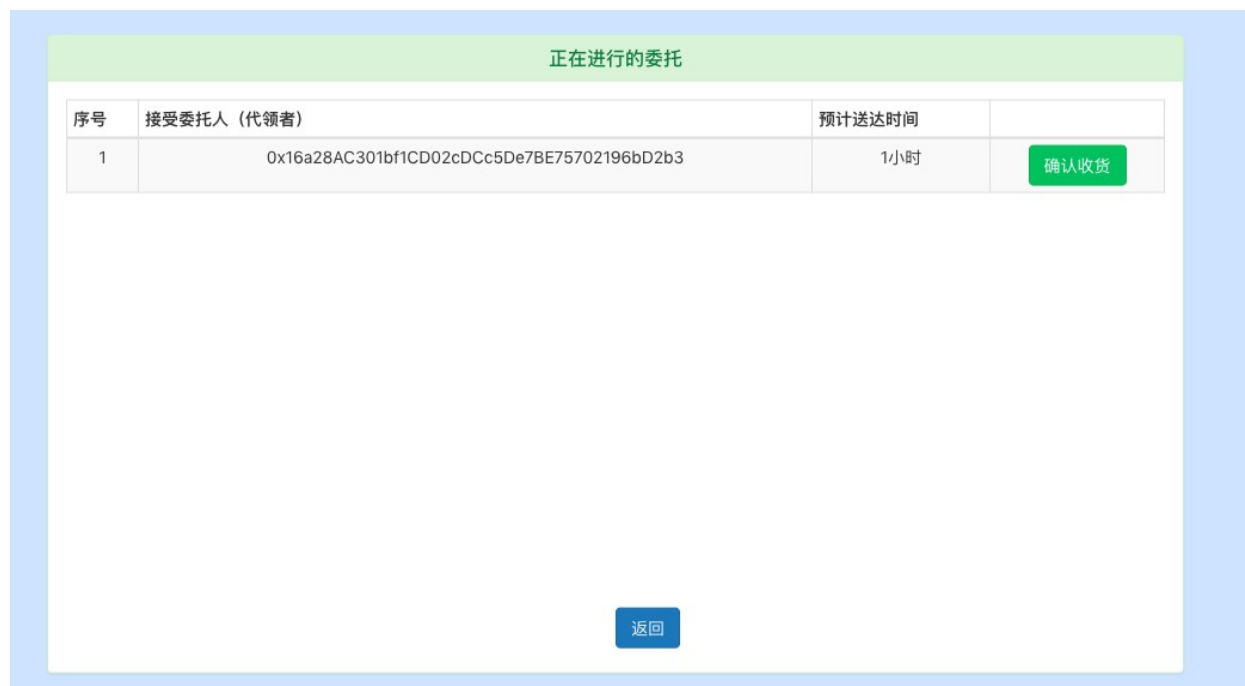 正在进行的委托
序号 接受委托人（代领者） 预计送达时间
1 0x16a28AC301bf1CD02cDCc5De7BE75702196bD2b3 1小时 确认收货
返回